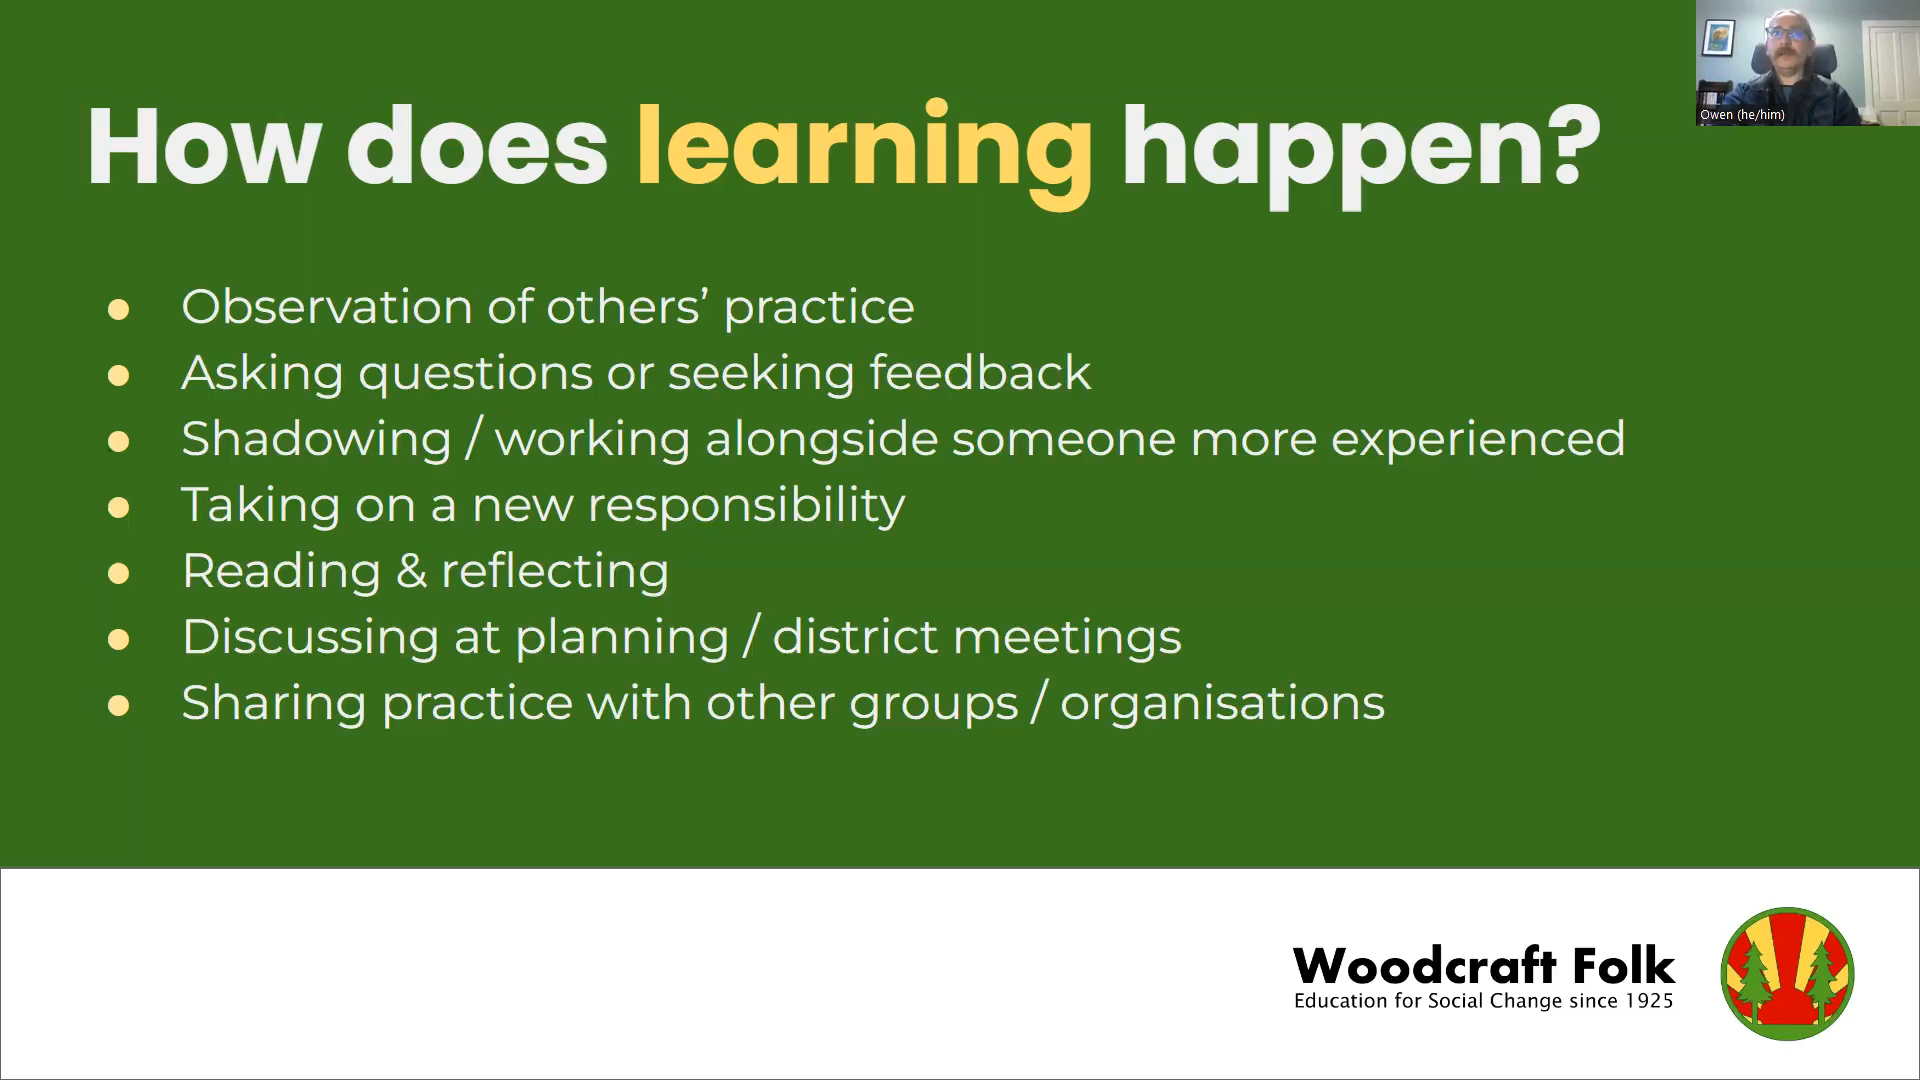 How does learning happen?
Observation of others’ practice
Asking questions or seeking feedback
Shadowing / working alongside someone more experienced
Taking on a new responsibility
Reading & reflecting
Discussing at planning / district meetings
Sharing practice with other groups / organisations
Owen (he/him)
Woodcraft Folk
Education for Social Change since 1925